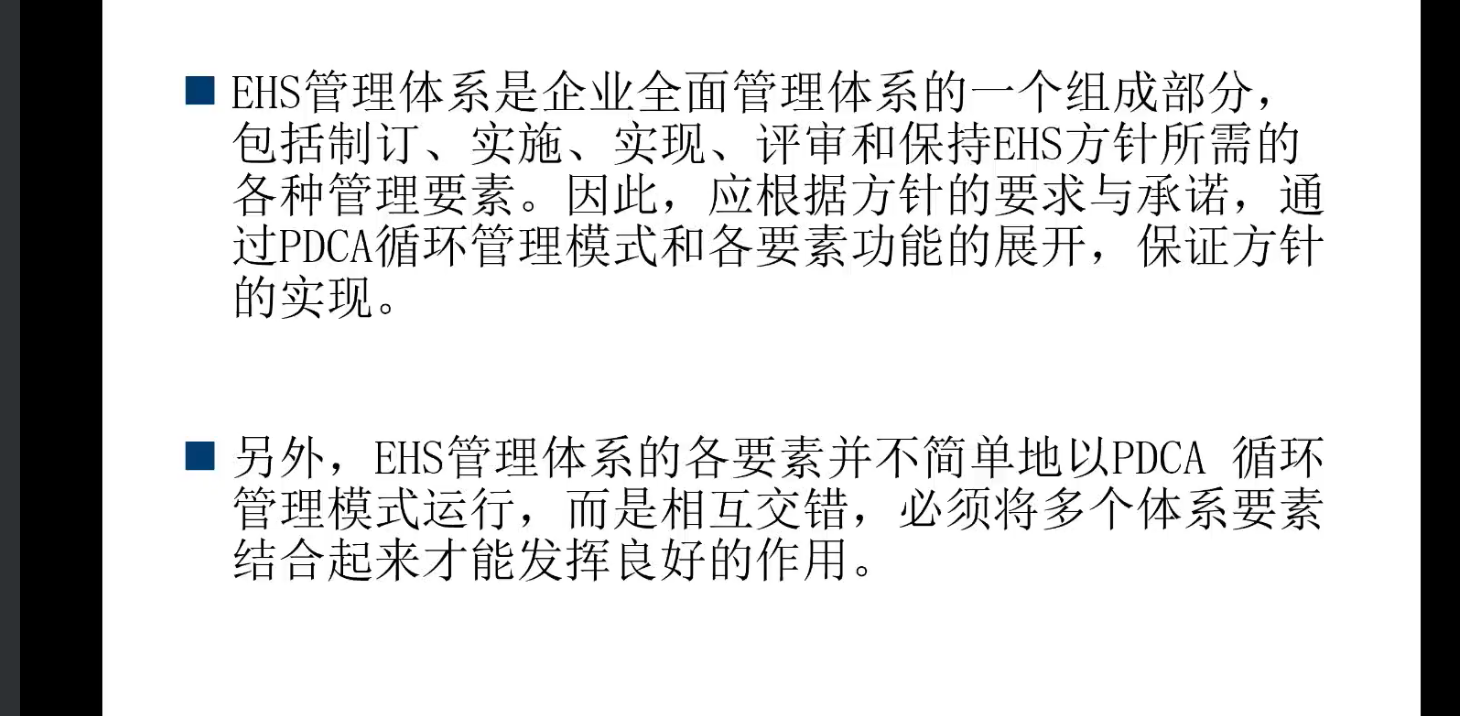 ■ EHS管理体系是企业全面管理体系的一个组成部分，
包括制订、实施、实现、评审和保持EHS方针所需的
各种管理要素。因此，应根据方针的要求与承诺，通
过PDCA循环管理模式和各要素功能的展开，保证方针
的实现。
■ 另外，EHS管理体系的各要素并不简单地以PDCA 循环
管理模式运行，而是相互交错，必须将多个体系要素
结合起来才能发挥良好的作用。